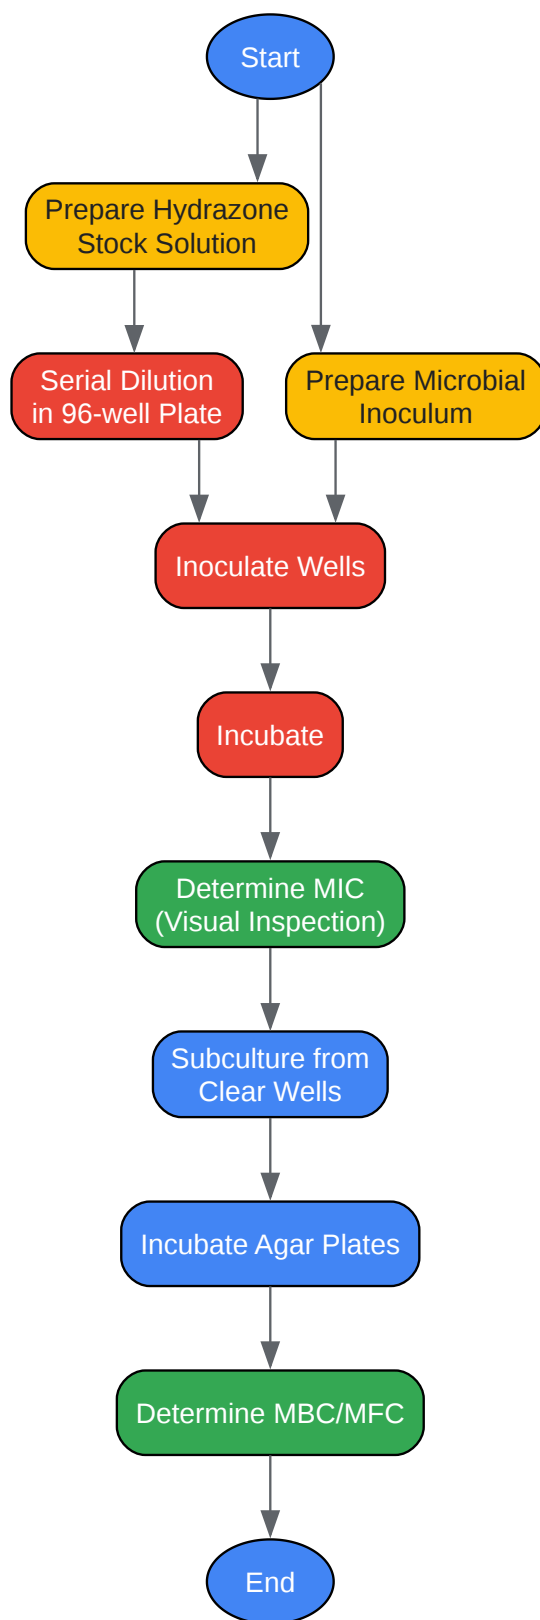 Start
Prepare Hydrazone
Stock Solution
Serial Dilution
in 96-well Plate
Prepare Microbial
Inoculum
Inoculate Wells
Incubate
Determine MIC
(Visual Inspection)
Subculture from
Clear Wells
Incubate Agar Plates
Determine MBC/MFC
End